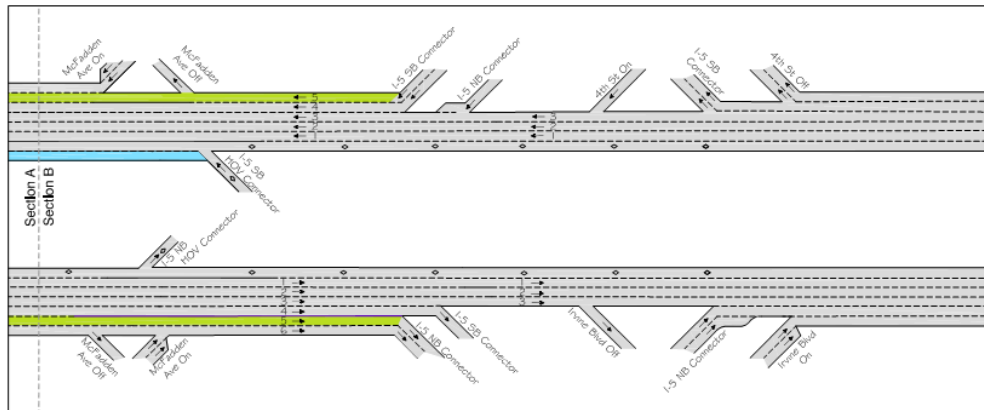 McFadden
Ave On
McFadden
Ave Off
I-5 SB Connector
I-5 NB Connector
4th St On
I-5 SB
Connector
4th St Off
I-5 SB
HOV Connector
Section A
Section B
I-5 NB
HOV Connector
McFadden
Ave Off
McFadden
Ave On
I-5 NB Connector
I-5 SB Connector
Irvine Blvd Off
I-5 NB Connector
Irvine Blvd
On